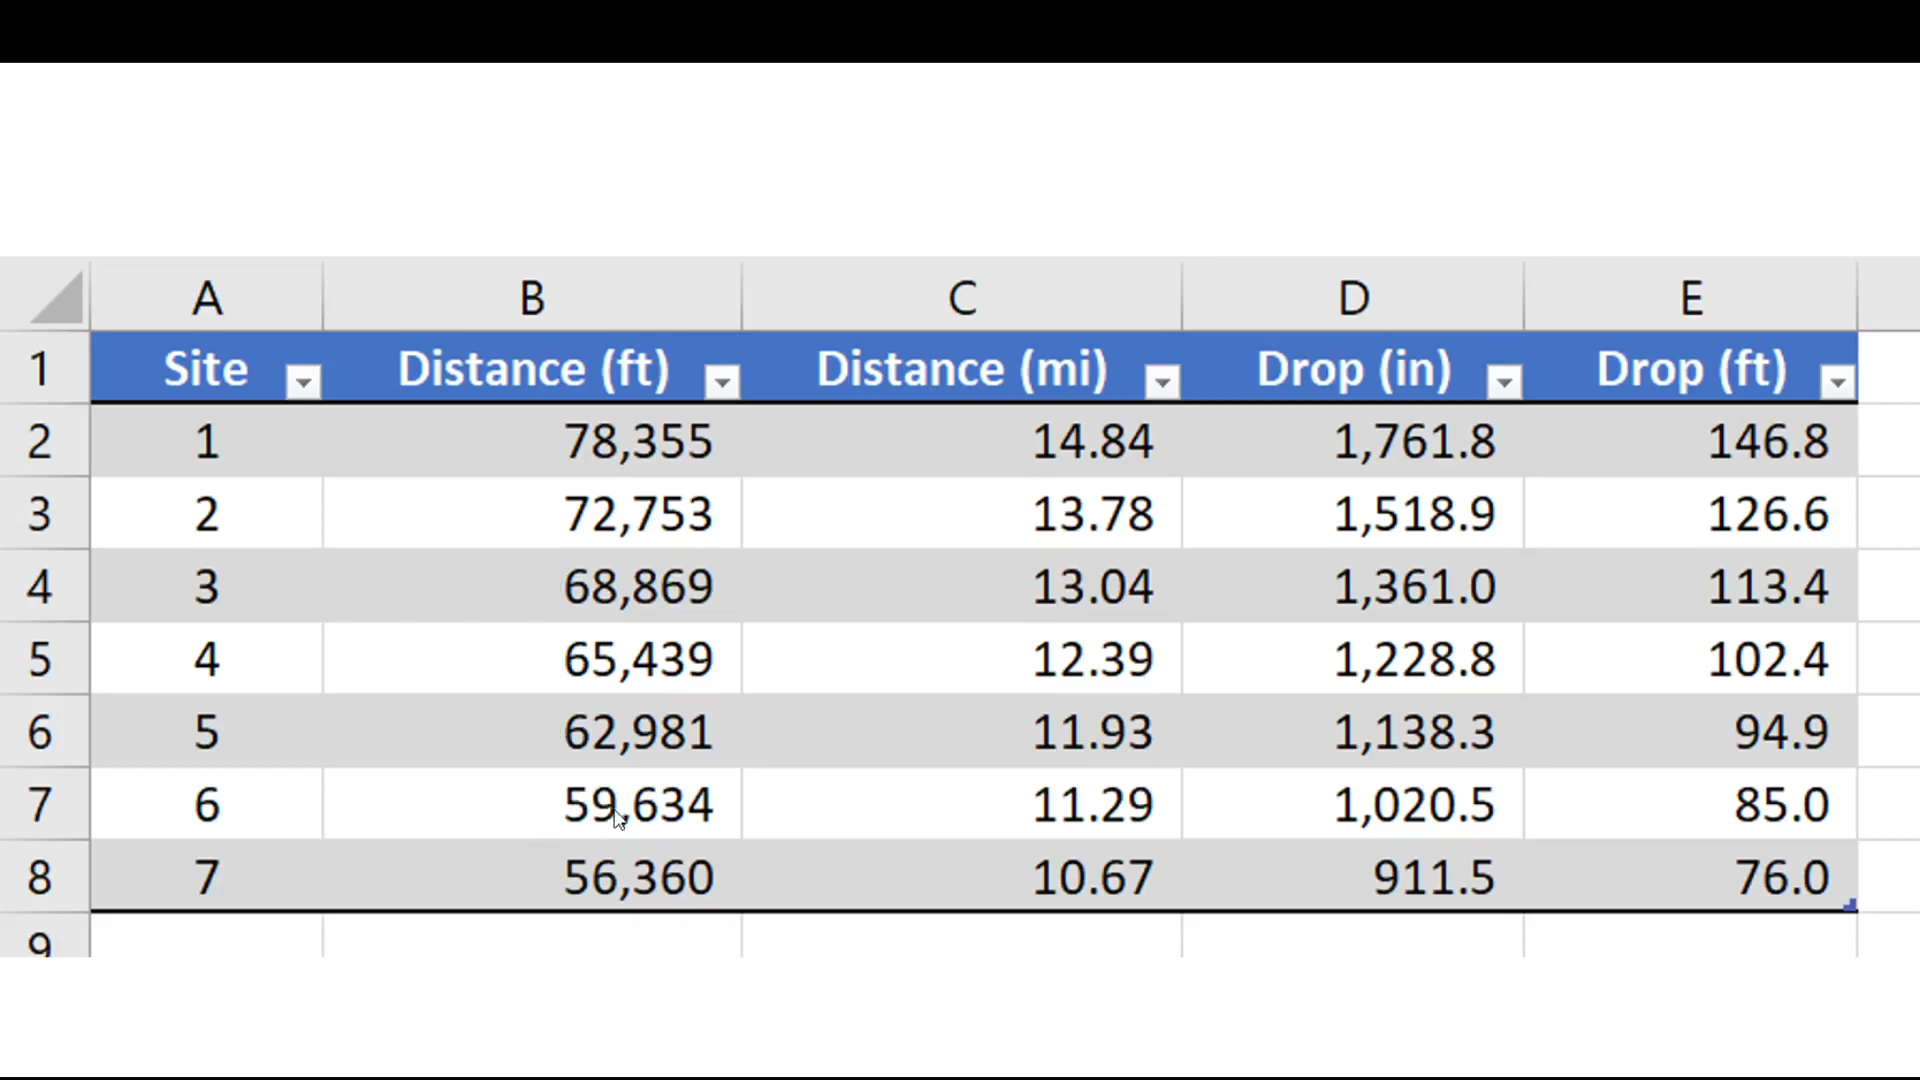 A B C D E
1 Site Distance (ft) Distance (mi) Drop (in) Drop (ft)
2 1 78,355 14.84 1,761.8 146.8
3 2 72,753 13.78 1,518.9 126.6
4 3 68,869 13.04 1,361.0 113.4
5 4 65,439 12.39 1,228.8 102.4
6 5 62,981 11.93 1,138.3 94.9
7 6 59,634 11.29 1,020.5 85.0
8 7 56,360 10.67 911.5 76.0
9